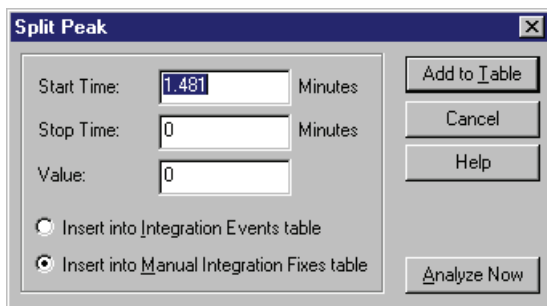 Split Peak
Start Time: 1.481 Minutes
Add to Table
Stop Time: 0 Minutes
Cancel
Value: 0
Help
Insert into Integration Events table
Insert into Manual Integration Fixes table
Analyze Now